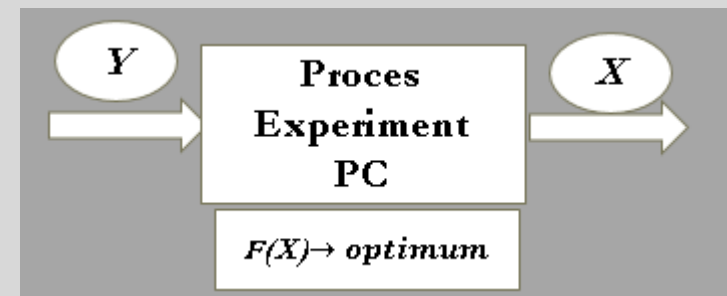 Y
X
Proces
Experiment
PC
F(X)→ optimum